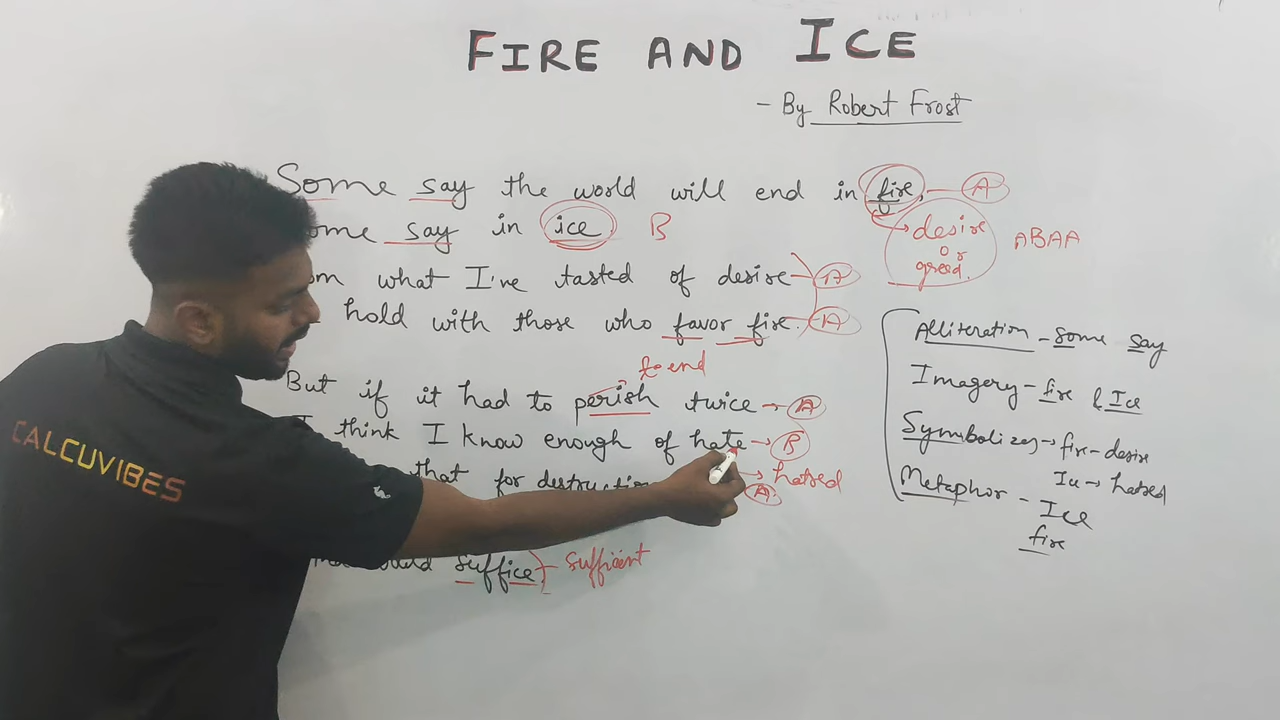 FIRE AND ICE
- By Robert Frost
Some say the world will end in fire, A
ome say in ice B
desire
or
greed.
ABAA
om what I've tasted of desire A
hold with those who favor fire. A
to end
But if it had to perish twice A
I think I know enough of hate B
that for destruction
hatred
A
would suffice sufficient
Alliteration - some say
Imagery - fire & Ice
Symbolizes fire - desire
Ice hatred
Metaphor - Ice
fire
CALCUVIBES